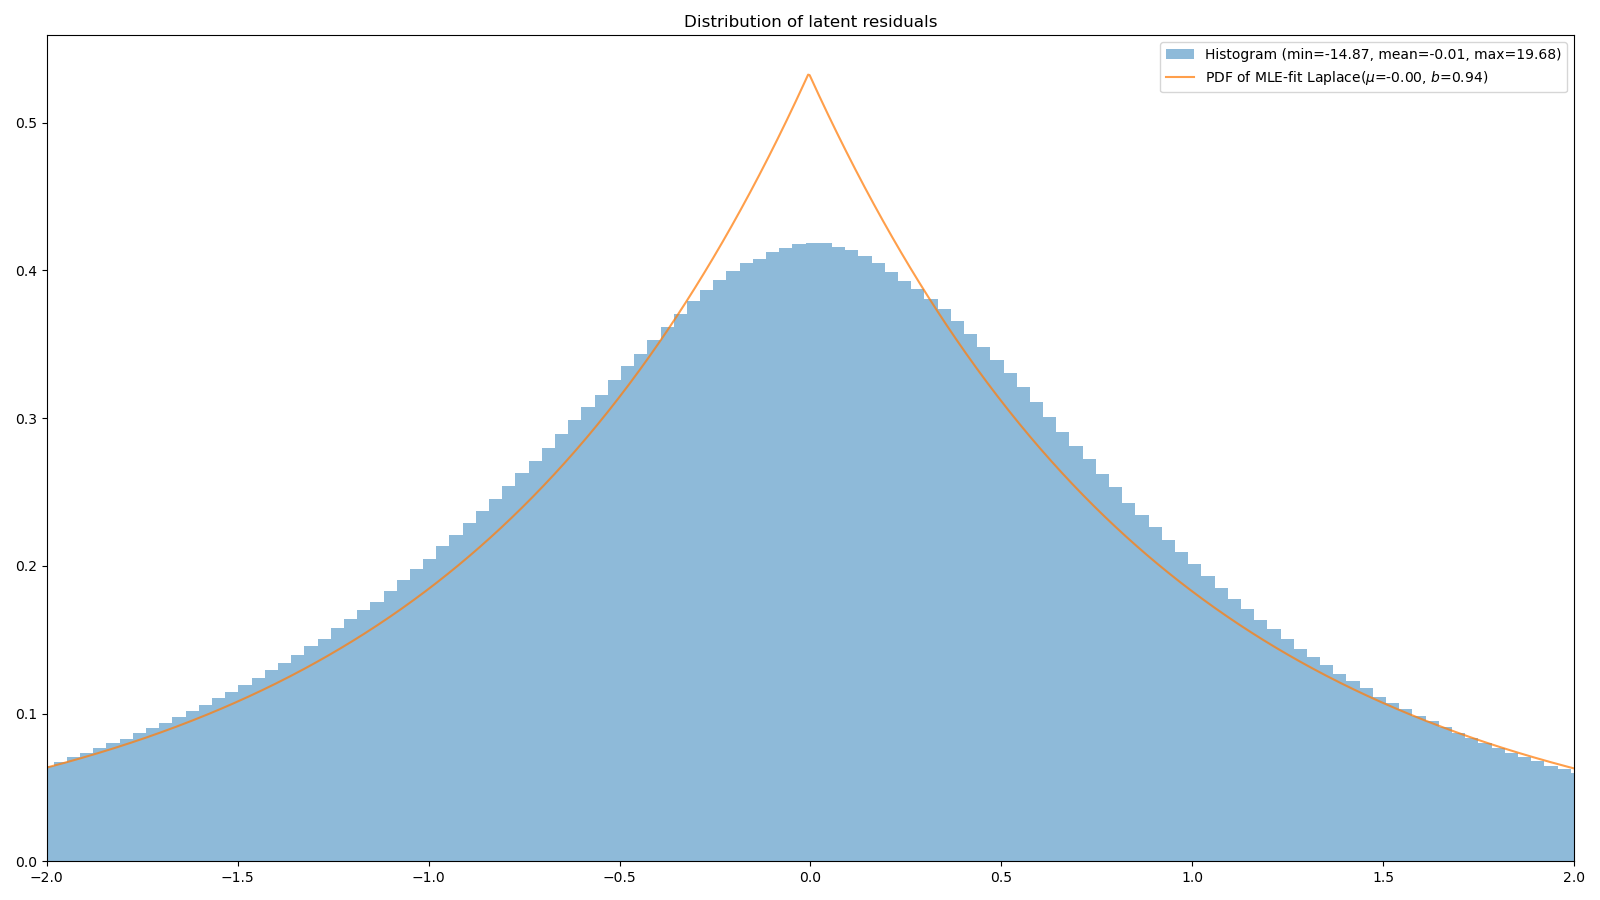 Distribution of latent residuals
Histogram (min=-14.87, mean=-0.01, max=19.68)
PDF of MLE-fit Laplace(μ=-0.00, b=0.94)
0.5
0.4
0.3
0.2
0.1
0.0
−2.0 −1.5 −1.0 −0.5 0.0 0.5 1.0 1.5 2.0